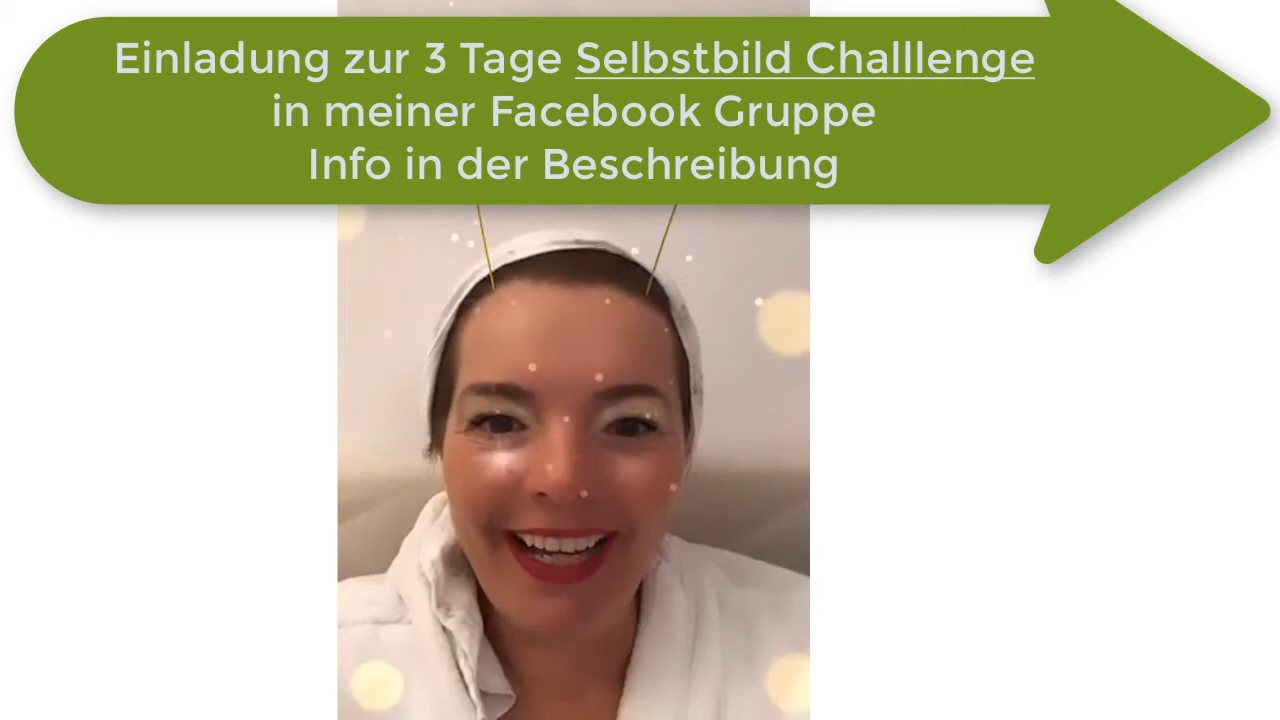 Einladung zur 3 Tage Selbstbild Challlenge
in meiner Facebook Gruppe
Info in der Beschreibung